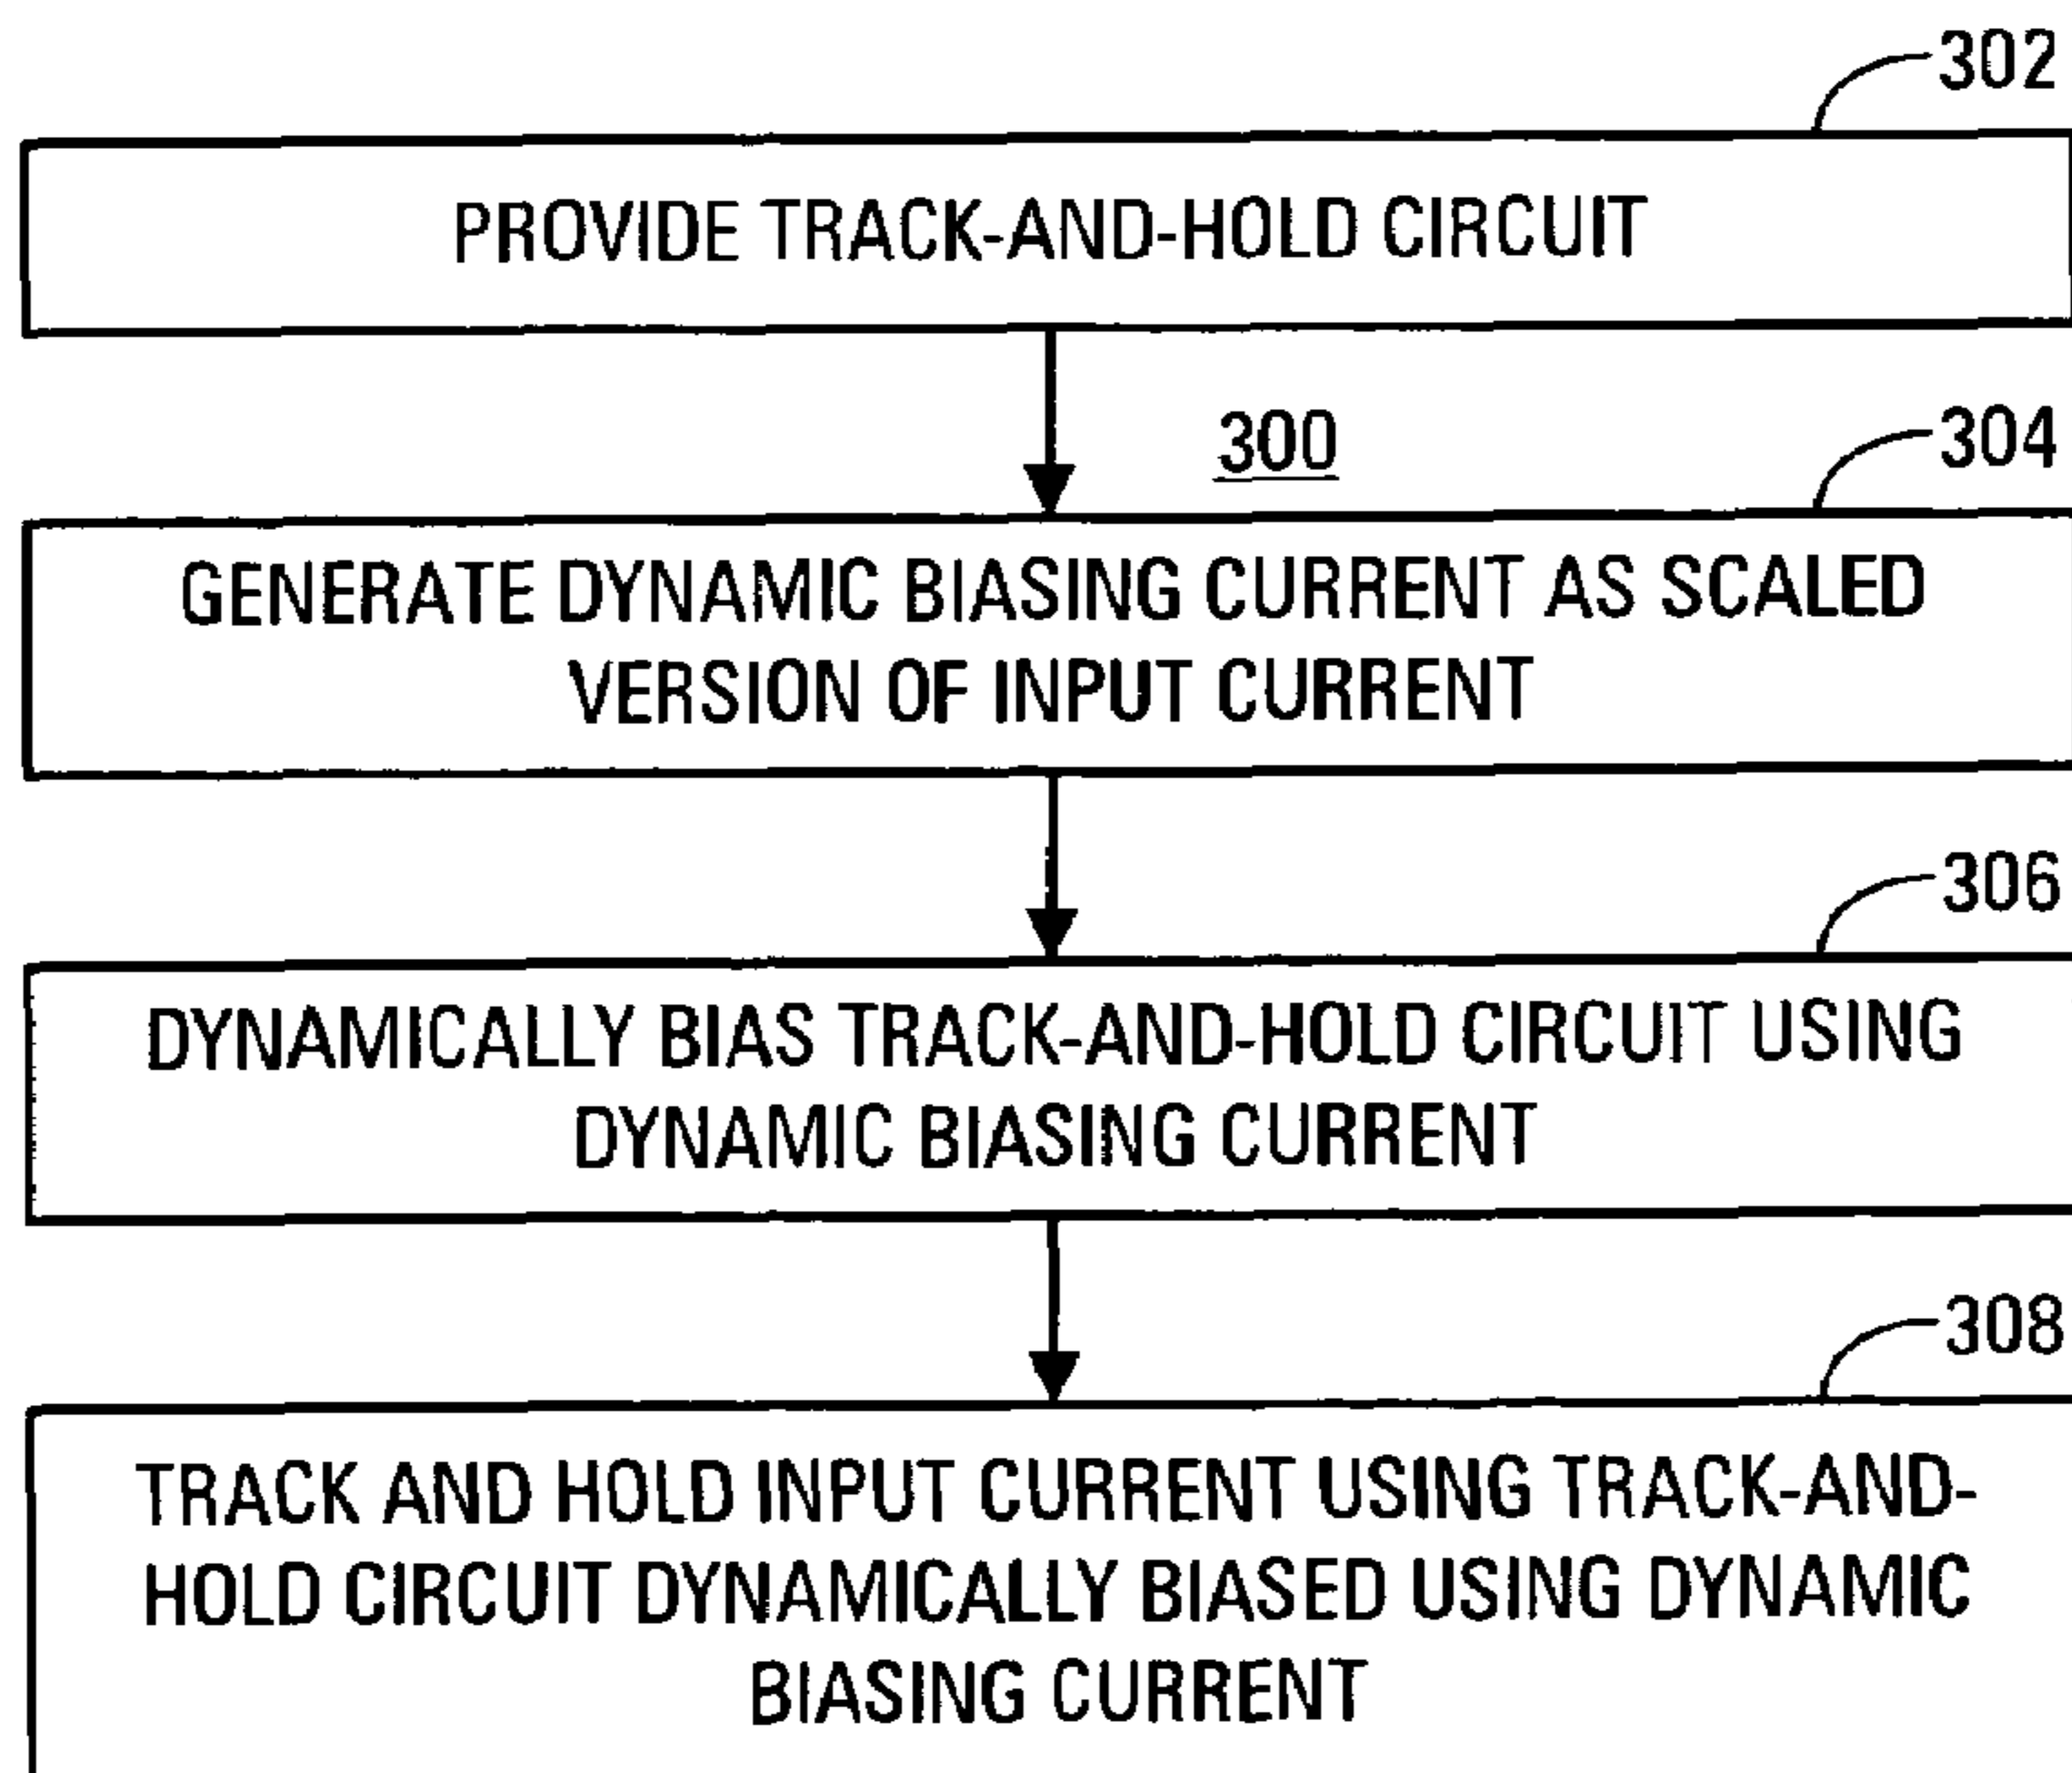 302
PROVIDE TRACK-AND-HOLD CIRCUIT
300
304
GENERATE DYNAMIC BIASING CURRENT AS SCALED
VERSION OF INPUT CURRENT
306
DYNAMICALLY BIAS TRACK-AND-HOLD CIRCUIT USING
DYNAMIC BIASING CURRENT
308
TRACK AND HOLD INPUT CURRENT USING TRACK-AND-
HOLD CIRCUIT DYNAMICALLY BIASED USING DYNAMIC
BIASING CURRENT